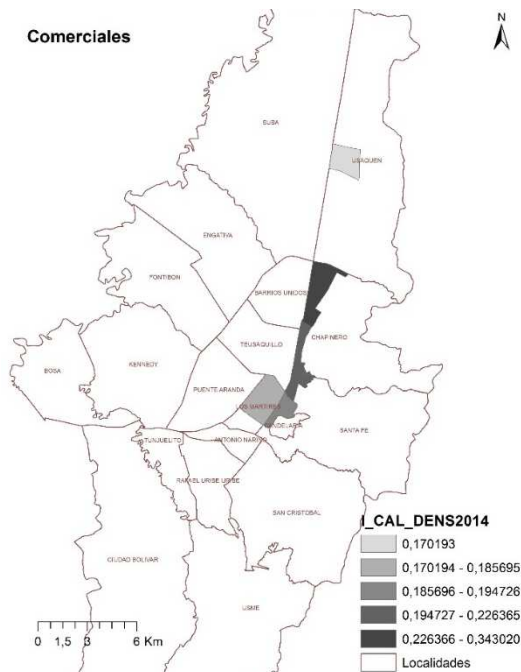 Comerciales
N
SUBA
USAQUEN
ENGATIVA
FONTIBON
BARRIOS UNIDOS
CHAPINERO
TEUSAQUILLO
BOSA
KENNEDY
PUENTE ARANDA
LOS MARTIRES
CANDELARIA
SANTA FE
TUNJUELITO
ANTONIO NARIÑO
RAFAEL URIBE URIBE
SAN CRISTOBAL
CIUDAD BOLIVAR
USME
I_CAL_DENS2014
0,170193
0,170194 - 0,185695
0,185696 - 0,194726
0,194727 - 0,226365
0,226366 - 0,343020
Localidades
0 1,5 3 6 Km